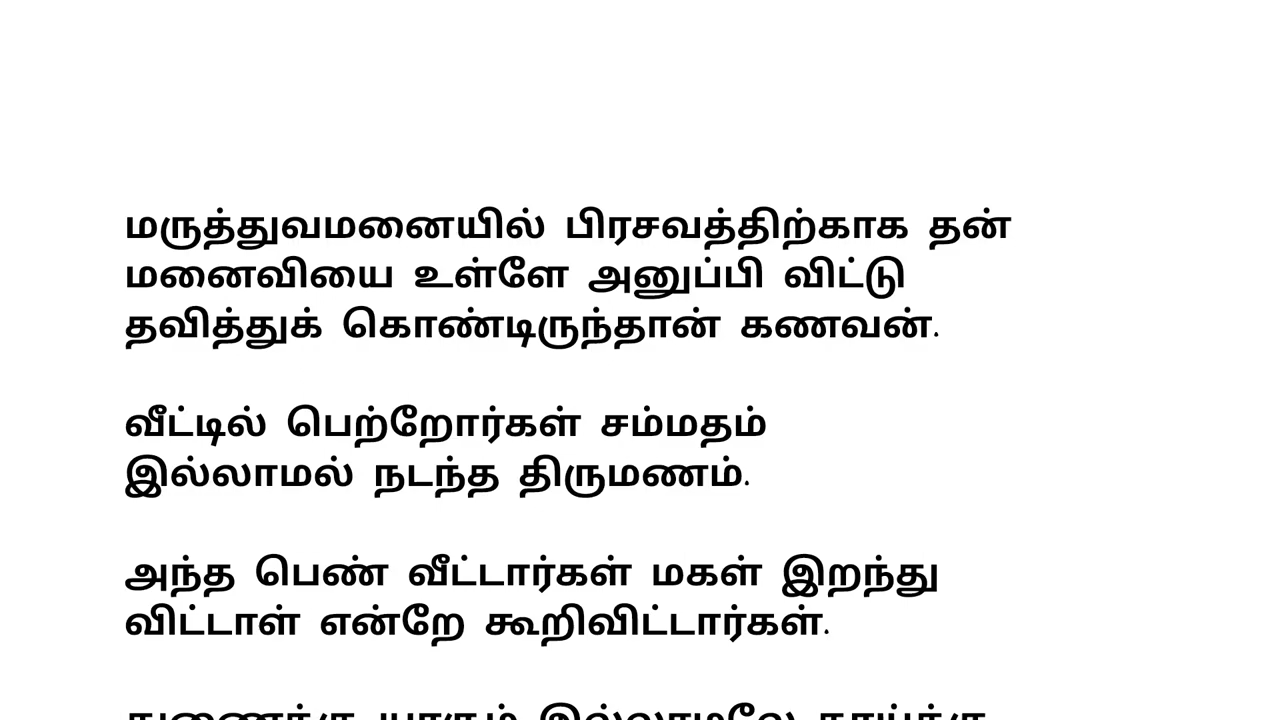 மருத்துவமனையில் பிரசவத்திற்காக தன்
மனைவியை உள்ளே அனுப்பி விட்டு
தவித்துக் கொண்டிருந்தான் கணவன்.
வீட்டில் பெற்றோர்கள் சம்மதம்
இல்லாமல் நடந்த திருமணம்.
அந்த பெண் வீட்டார்கள் மகள் இறந்து
விட்டாள் என்றே கூறிவிட்டார்கள்.